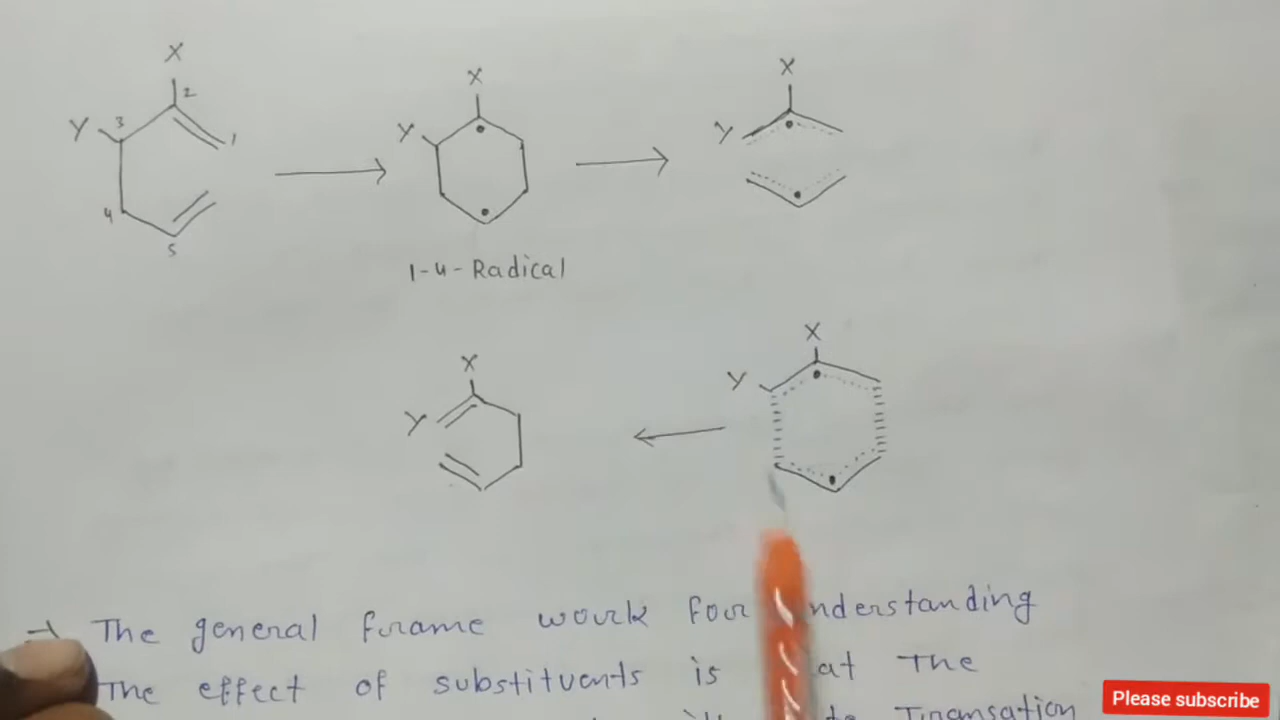 X X X
Y 3 2 1 Y Y
4
5
1-4-Radical
X X
Y Y
→ The general frame work for understanding
The effect of substituents is at The
Transation
Please subscribe